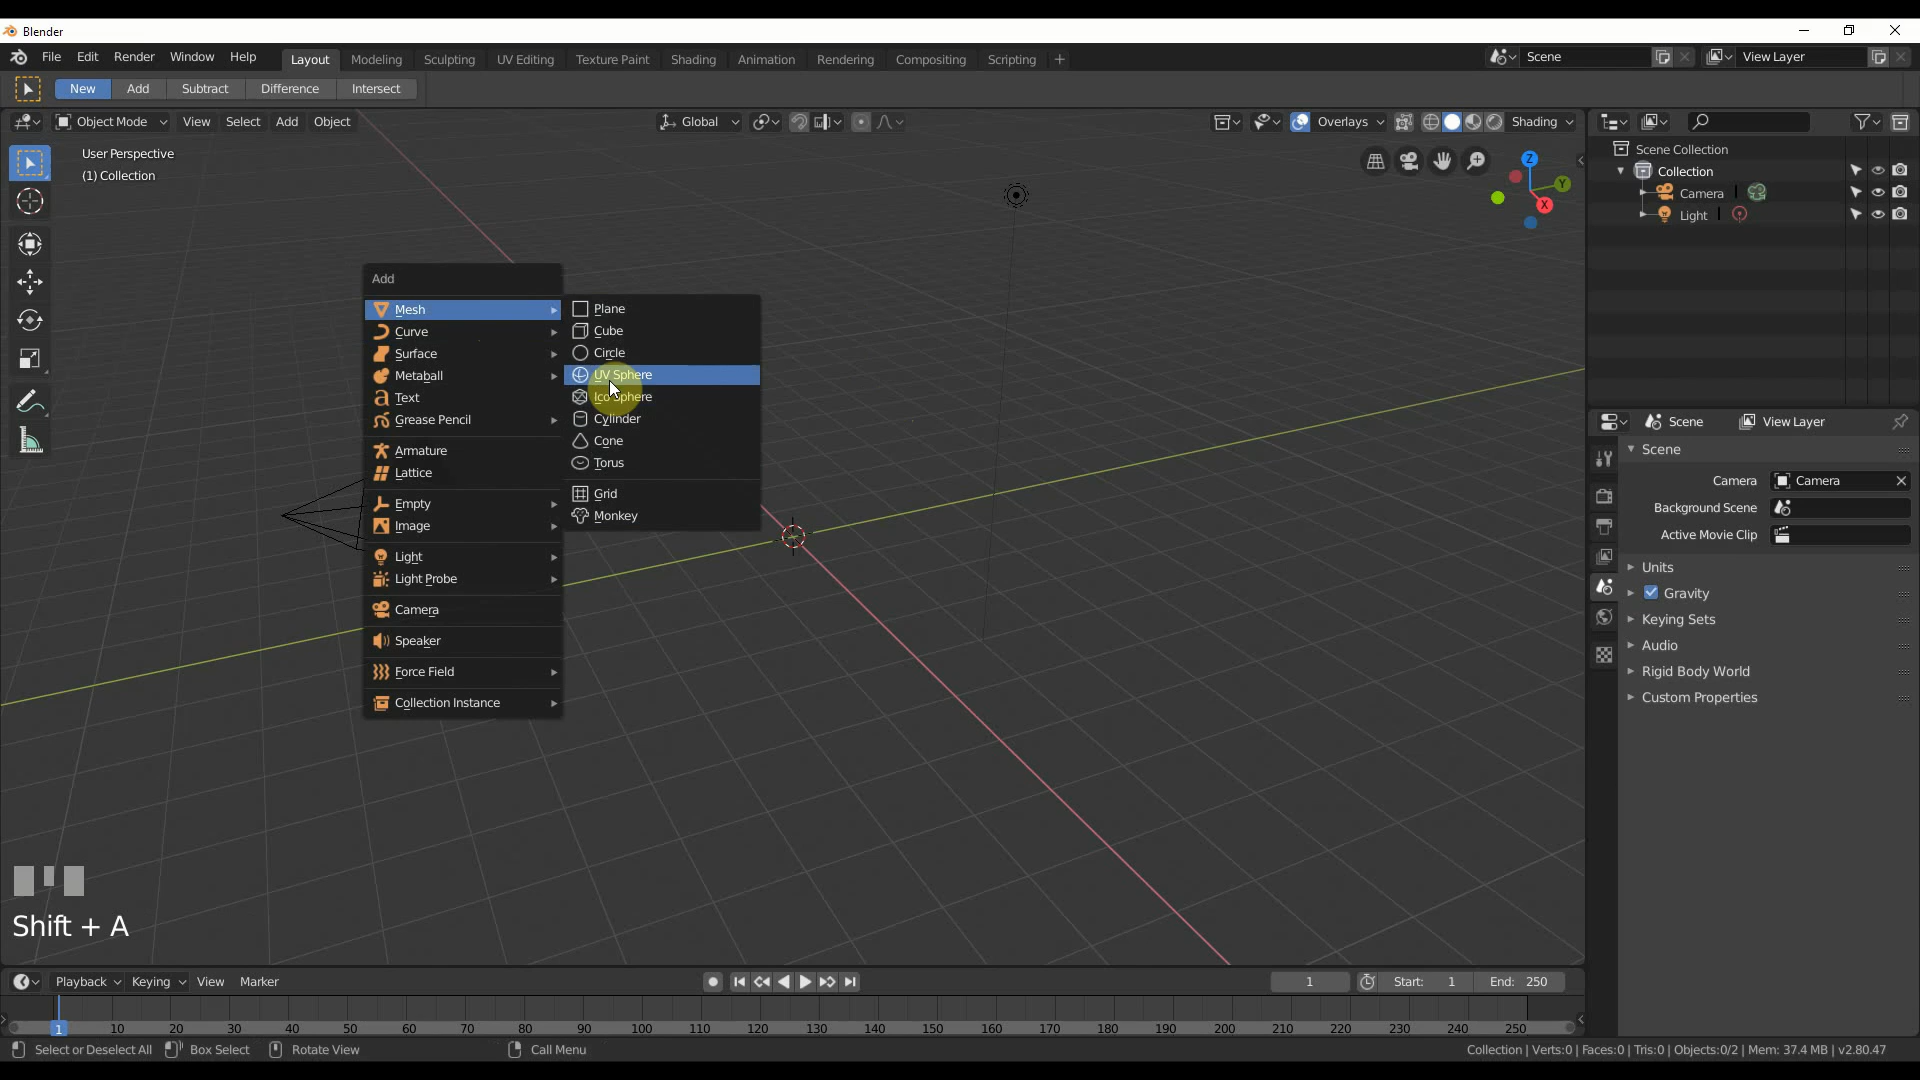 Blender
File Edit Render Window Help Layout Modeling Sculpting UV Editing Texture Paint Shading Animation Rendering Compositing Scripting + Scene View Layer
New Add Subtract Difference Intersect
Object Mode View Select Add Object Global Overlays Shading
User Perspective
(1) Collection
Z
Y
X
Scene Collection
Collection
Camera
Light
Add
Mesh
Curve
Surface
Metaball
Text
Grease Pencil
Armature
Lattice
Empty
Image
Light
Light Probe
Camera
Speaker
Force Field
Collection Instance
Plane
Cube
Circle
UV Sphere
Ico Sphere
Cylinder
Cone
Torus
Grid
Monkey
Scene View Layer
Scene
Camera Camera
Background Scene
Active Movie Clip
Units
Gravity
Keying Sets
Audio
Rigid Body World
Custom Properties
Shift + A
Playback Keying View Marker 1 Start: 1 End: 250
1 10 20 30 40 50 60 70 80 90 100 110 120 130 140 150 160 170 180 190 200 210 220 230 240 250
Select or Deselect All Box Select Rotate View Call Menu Collection | Verts:0 | Faces:0 | Tris:0 | Objects:0/2 | Mem: 37.4 MB | v2.80.47